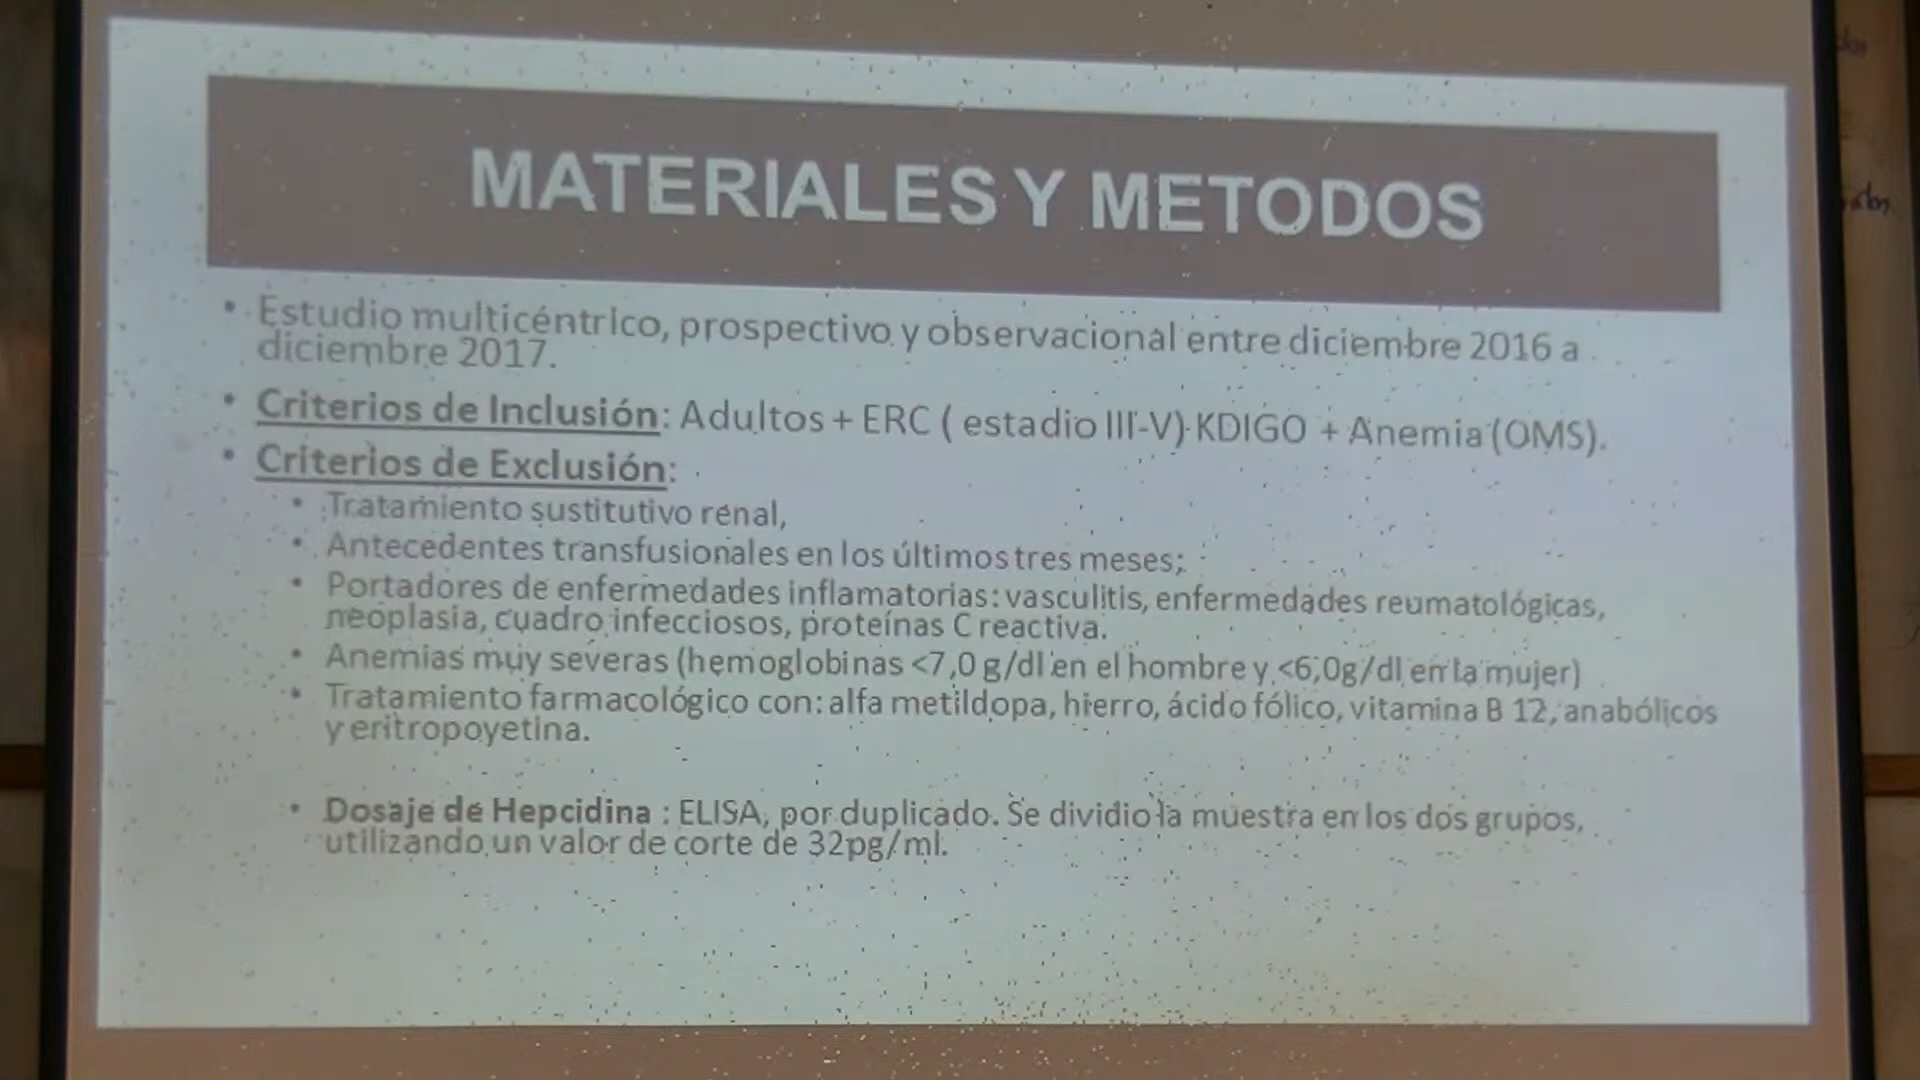 MATERIALES Y METODOS
• Estudio multicéntrico, prospectivo y observacional entre diciembre 2016 a
diciembre 2017.
• Criterios de Inclusión: Adultos + ERC ( estadio III-V) KDIGO + Anemia (OMS).
• Criterios de Exclusión:
• Tratamiento sustitutivo renal,
• Antecedentes transfusionales en los últimos tres meses;
• Portadores de enfermedades inflamatorias: vasculitis, enfermedades reumatológicas,
neoplasia, cuadro infecciosos, proteínas C reactiva.
• Anemias muy severas (hemoglobinas <7,0 g/dl en el hombre y <6,0g/dl en la mujer)
• Tratamiento farmacológico con: alfa metildopa, hierro, ácido fólico, vitamina B 12, anabólicos
y eritropoyetina.
• Dosaje de Hepcidina : ELISA, por duplicado. Se dividio la muestra en los dos grupos,
utilizando un valor de corte de 32pg/ml.